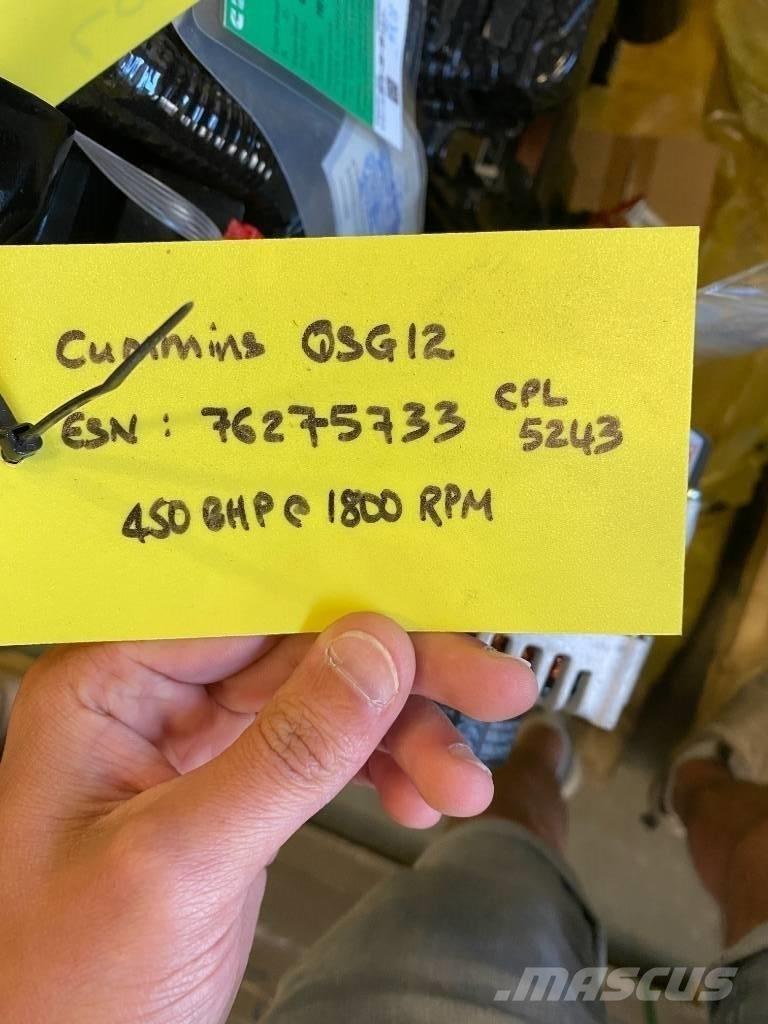 Cummins QSG12
ESN : 76275733 CPL 5243
450 BHP @ 1800 RPM
.MASCUS